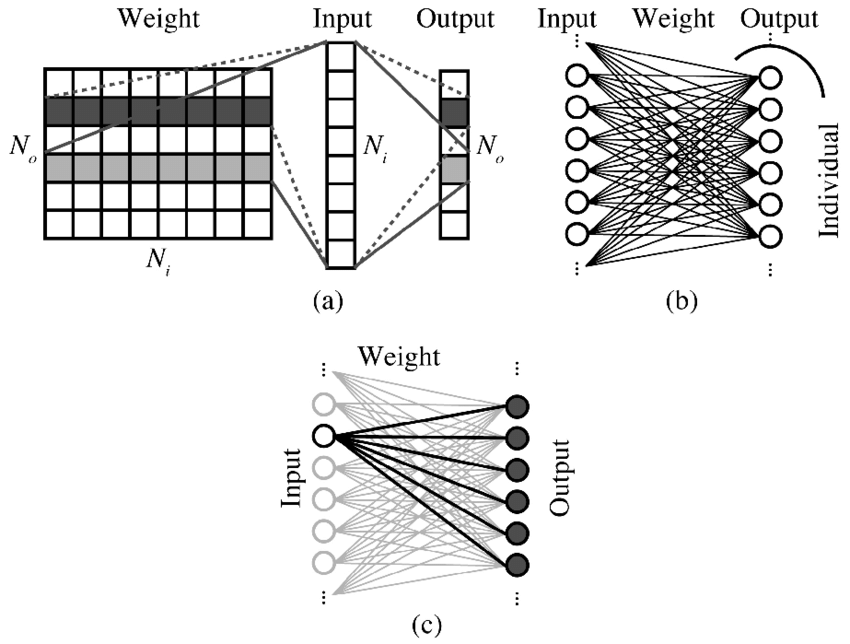 Weight Input Output
N_o N_i N_o
N_i
(a)
Input Weight Output
...
...
Individual
...
...
(b)
Weight
...
...
Input
Output
...
...
(c)